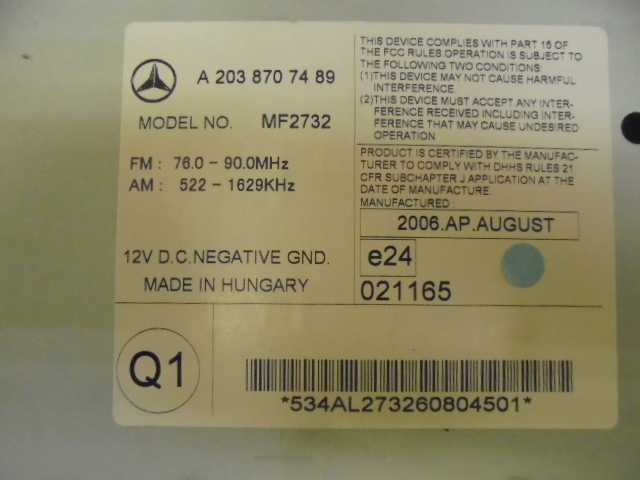 A 203 870 74 89
MODEL NO. MF2732
FM : 76.0 - 90.0MHz
AM : 522 - 1629KHz
12V D.C.NEGATIVE GND.
MADE IN HUNGARY
THIS DEVICE COMPLIES WITH PART 15 OF
THE FCC RULES OPERATION IS SUBJECT TO
THE FOLLOWING TWO CONDITIONS:
(1)THIS DEVICE MAY NOT CAUSE HARMFUL
INTERFERENCE
(2)THIS DEVICE MUST ACCEPT ANY INTER-
FERENCE RECEIVED INCLUDING INTER-
FERENCE THAT MAY CAUSE UNDESIRED
OPERATION
PRODUCT IS CERTIFIED BY THE MANUFAC-
TURER TO COMPLY WITH DHHS RULES 21
CFR SUBCHAPTER J APPLICATION AT THE
DATE OF MANUFACTURE.
MANUFACTURED :
2006.AP.AUGUST
e24
021165
Q1
*534AL273260804501*